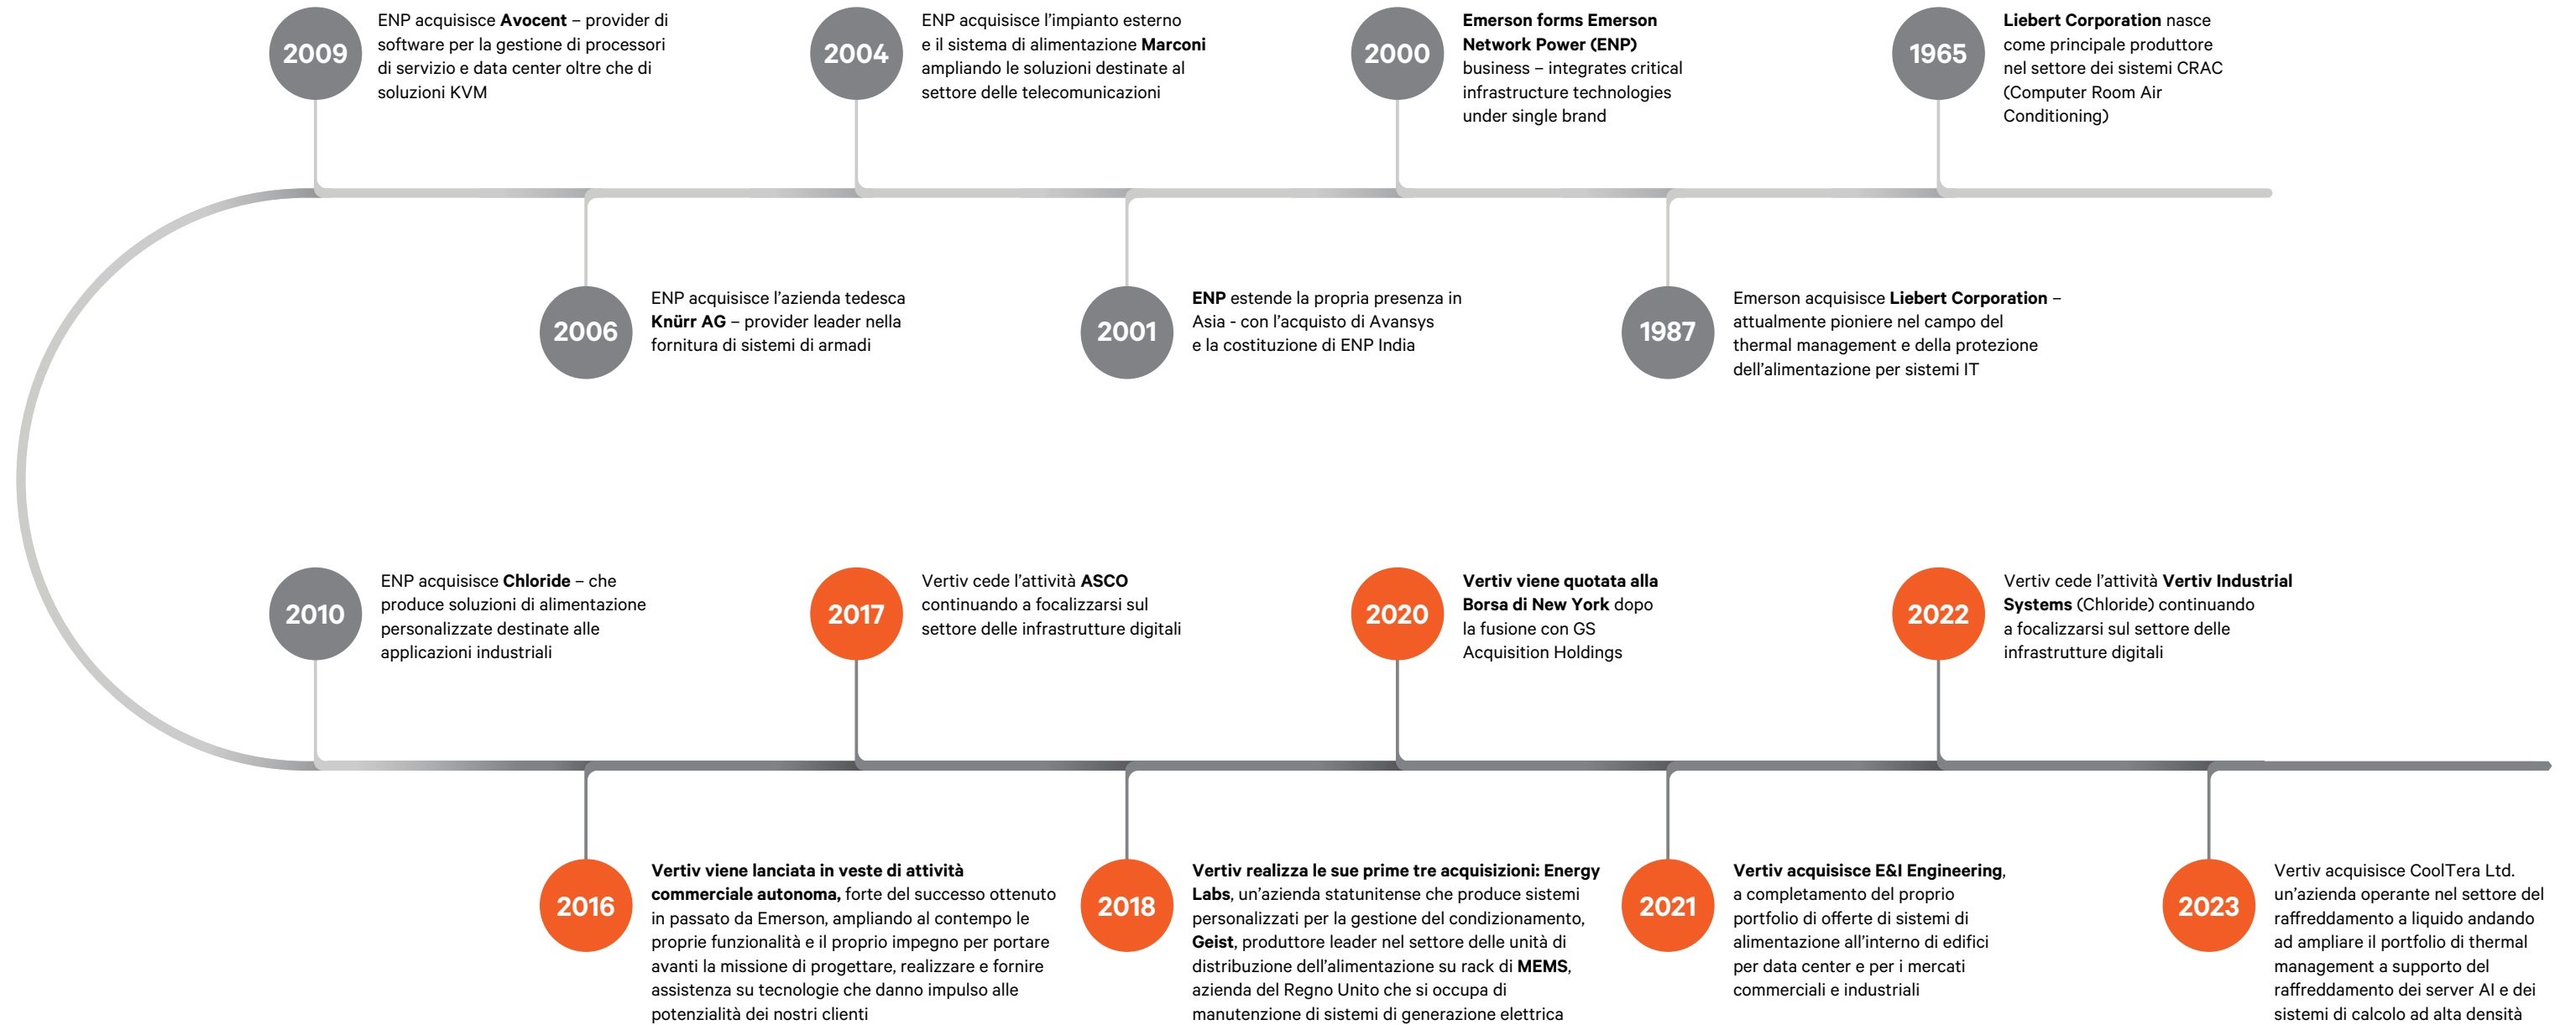 2009
ENP acquisisce Avocent – provider di
software per la gestione di processori
di servizio e data center oltre che di
soluzioni KVM
2004
ENP acquisisce l’impianto esterno
e il sistema di alimentazione Marconi
ampliando le soluzioni destinate al
settore delle telecomunicazioni
2000
Emerson forms Emerson
Network Power (ENP)
business – integrates critical
infrastructure technologies
under single brand
1965
Liebert Corporation nasce
come principale produttore
nel settore dei sistemi CRAC
(Computer Room Air
Conditioning)
2006
ENP acquisisce l’azienda tedesca
Knürr AG – provider leader nella
fornitura di sistemi di armadi
2001
ENP estende la propria presenza in
Asia - con l’acquisto di Avansys
e la costituzione di ENP India
1987
Emerson acquisisce Liebert Corporation –
attualmente pioniere nel campo del
thermal management e della protezione
dell’alimentazione per sistemi IT
2010
ENP acquisisce Chloride – che
produce soluzioni di alimentazione
personalizzate destinate alle
applicazioni industriali
2017
Vertiv cede l’attività ASCO
continuando a focalizzarsi sul
settore delle infrastrutture digitali
2020
Vertiv viene quotata alla
Borsa di New York dopo
la fusione con GS
Acquisition Holdings
2022
Vertiv cede l’attività Vertiv Industrial
Systems (Chloride) continuando
a focalizzarsi sul settore delle
infrastrutture digitali
2016
Vertiv viene lanciata in veste di attività
commerciale autonoma, forte del successo ottenuto
in passato da Emerson, ampliando al contempo le
proprie funzionalità e il proprio impegno per portare
avanti la missione di progettare, realizzare e fornire
assistenza su tecnologie che danno impulso alle
potenzialità dei nostri clienti
2018
Vertiv realizza le sue prime tre acquisizioni: Energy
Labs, un’azienda statunitense che produce sistemi
personalizzati per la gestione del condizionamento,
Geist, produttore leader nel settore delle unità di
distribuzione dell’alimentazione su rack di MEMS,
azienda del Regno Unito che si occupa di
manutenzione di sistemi di generazione elettrica
2021
Vertiv acquisisce E&I Engineering,
a completamento del proprio
portfolio di offerte di sistemi di
alimentazione all’interno di edifici
per data center e per i mercati
commerciali e industriali
2023
Vertiv acquisisce CoolTera Ltd.
un’azienda operante nel settore del
raffreddamento a liquido andando
ad ampliare il portfolio di thermal
management a supporto del
raffreddamento dei server AI e dei
sistemi di calcolo ad alta densità